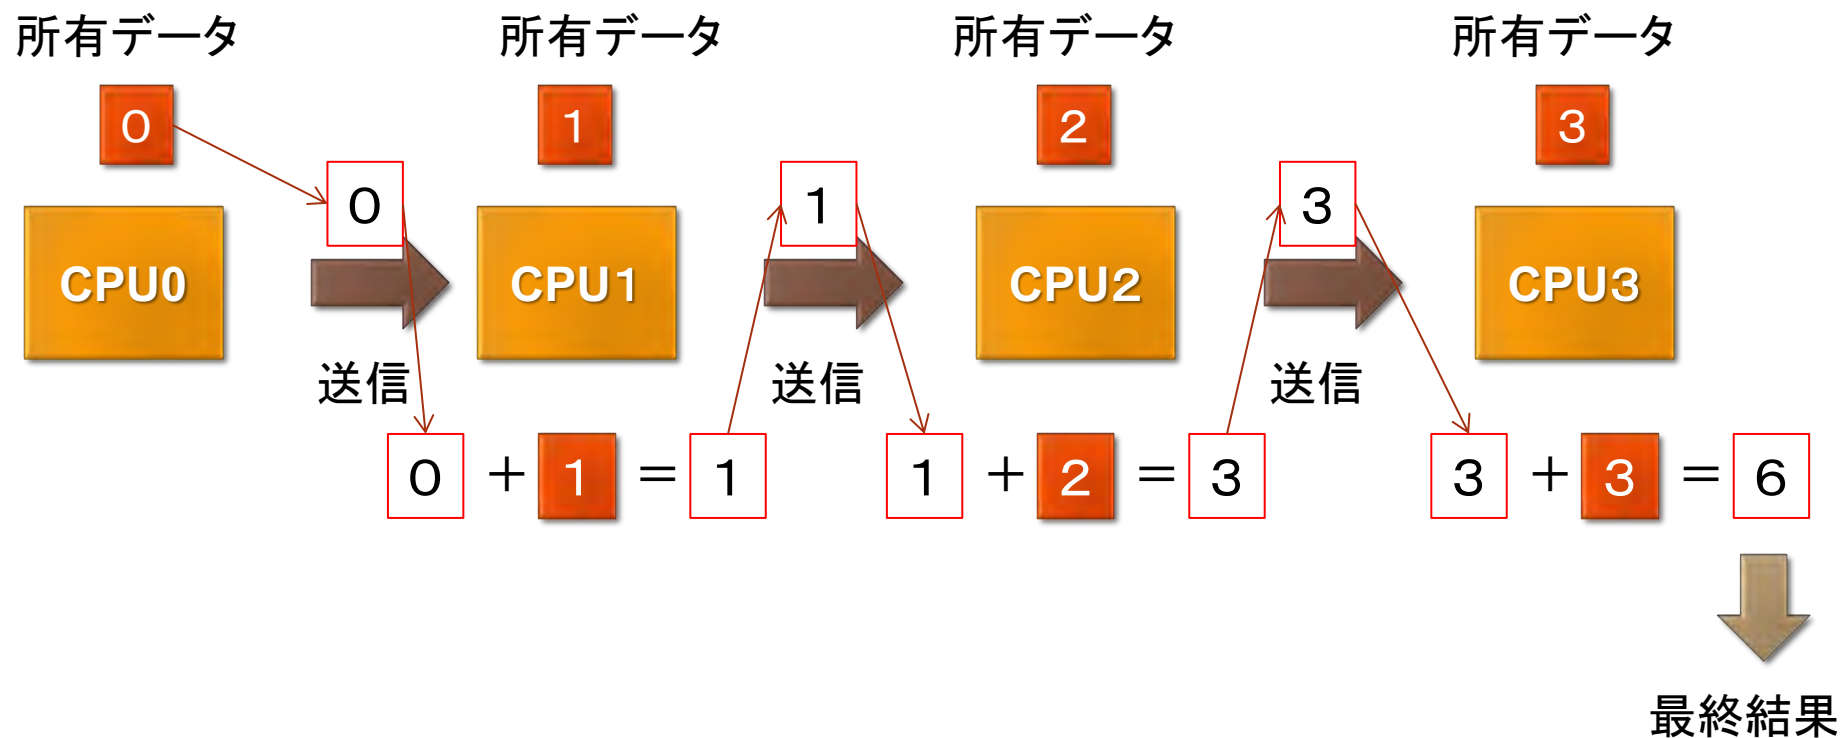 所有データ 所有データ 所有データ 所有データ
0 1 2 3
0 1 3
CPU0 CPU1 CPU2 CPU3
送信 送信 送信
0 + 1 = 1 1 + 2 = 3 3 + 3 = 6
最終結果